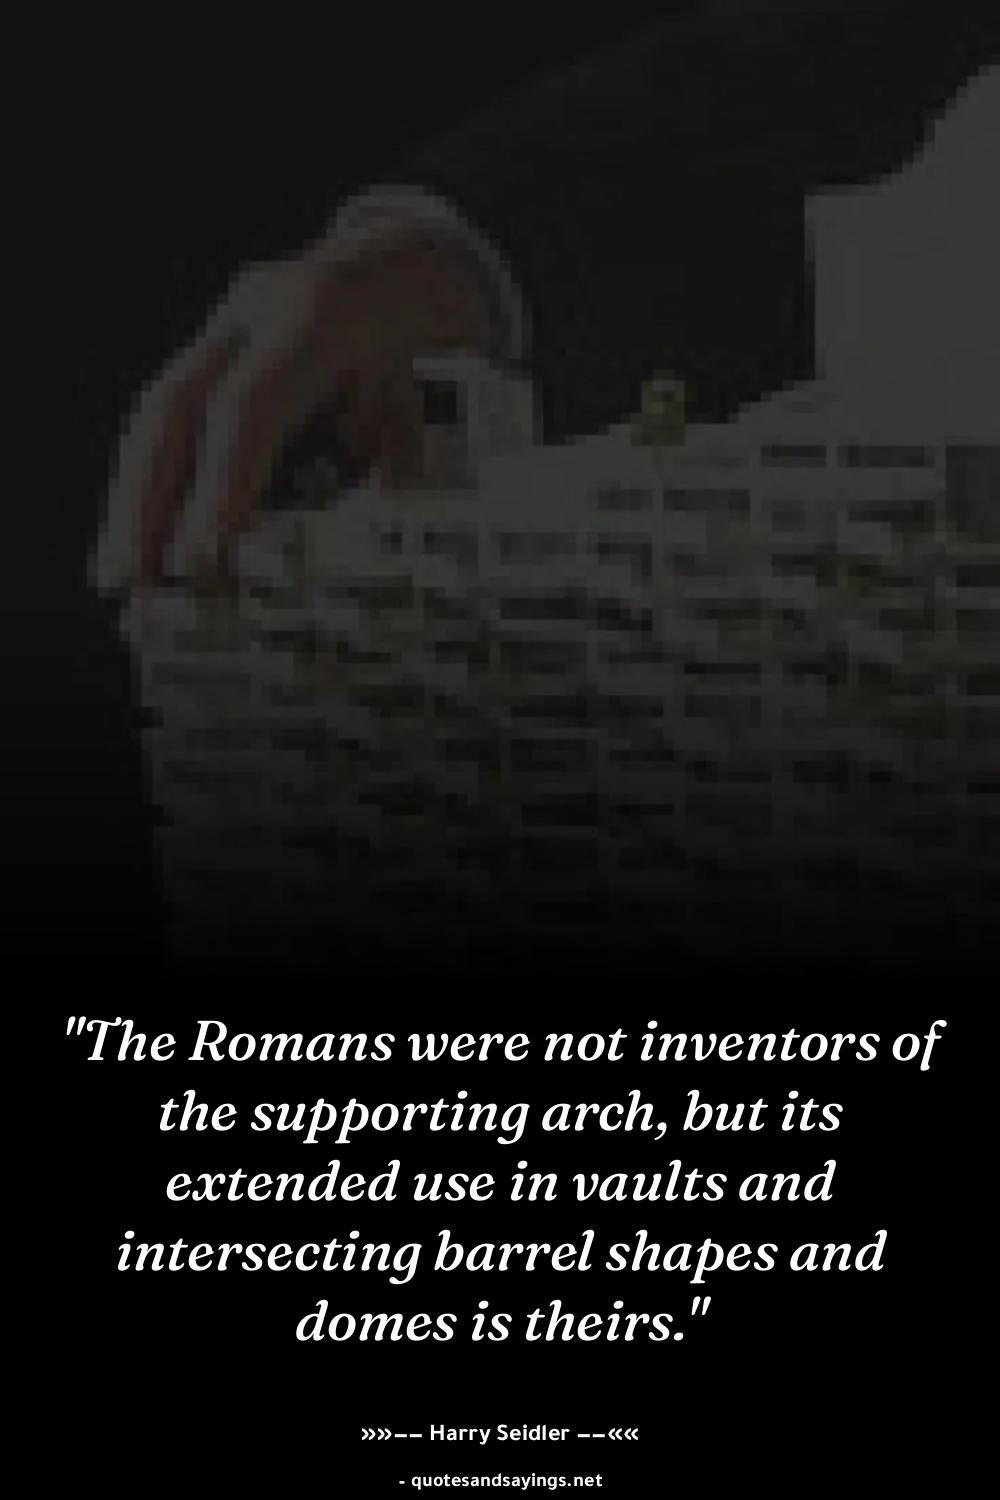 "The Romans were not inventors of
the supporting arch, but its
extended use in vaults and
intersecting barrel shapes and
domes is theirs."
»»−− Harry Seidler −−««
- quotesandsayings.net